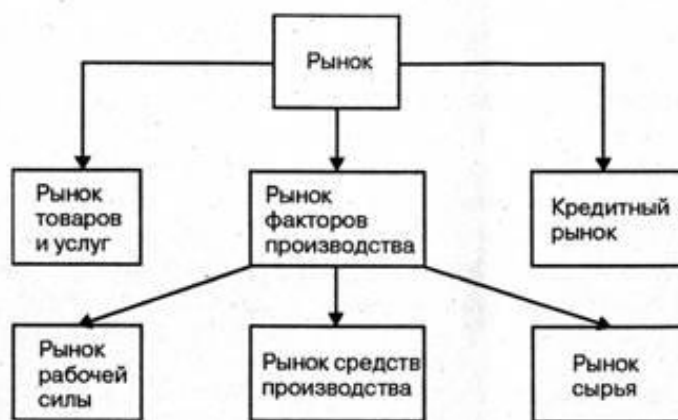 Рынок
Рынок
товаров
и услуг
Рынок
факторов
производства
Кредитный
рынок
Рынок
рабочей
силы
Рынок средств
производства
Рынок
сырья